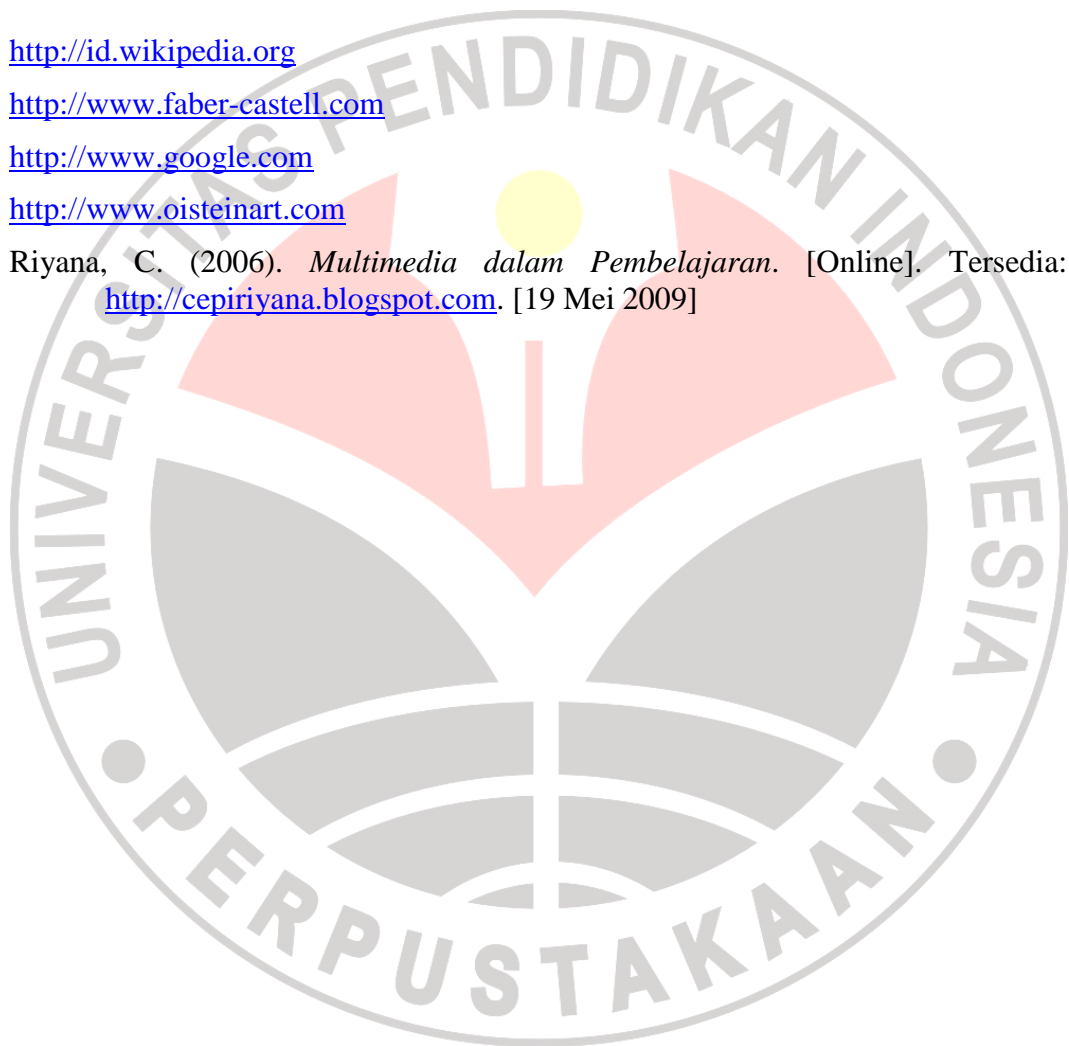 http://id.wikipedia.org
http://www.faber-castell.com
http://www.google.com
http://www.oisteinart.com
Riyana, C. (2006). Multimedia dalam Pembelajaran. [Online]. Tersedia:
http://cepiriyana.blogspot.com. [19 Mei 2009]
UNIVERSITAS PENDIDIKAN INDONESIA
PERPUSTAKAAN